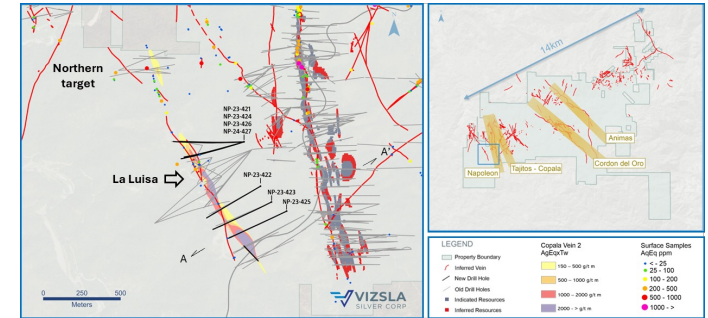 Northern
target
NP-23-421
NP-23-424
NP-23-426
NP-24-427
A'
La Luisa
NP-23-422
NP-23-423
NP-23-425
A
0 250 500
Meters
VIZSLA
SILVER CORP
14km
Animas
Cordon del Oro
Tajitos - Copala
Napoleon
LEGEND
Property Boundary
Inferred Vein
New Drill Hole
Old Drill Holes
Indicated Resources
Inferred Resources
Copala Vein 2
AgEqxTw
150 – 500 g/t m
500 – 1000 g/t m
1000 – 2000 g/t m
2000 - > g/t m
Surface Samples
AqEq ppm
< - 25
25 - 100
100 - 200
200 - 500
500 - 1000
1000 - >